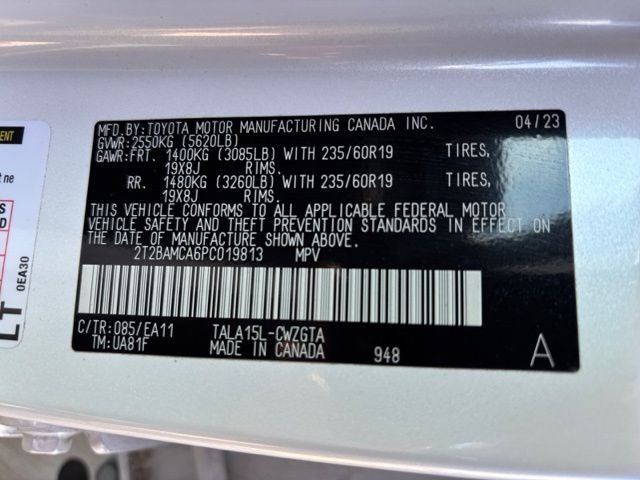 MFD.BY:TOYOTA MOTOR MANUFACTURING CANADA INC. 04/23
GVWR:2550KG (5620LB)
GAWR:FRT. 1400KG (3085LB) WITH 235/60R19 TIRES,
19X8J RIMS.
RR. 1480KG (3260LB) WITH 235/60R19 TIRES,
19X8J RIMS.
THIS VEHICLE CONFORMS TO ALL APPLICABLE FEDERAL MOTOR
VEHICLE SAFETY AND THEFT PREVENTION STANDARDS IN EFFECT ON
THE DATE OF MANUFACTURE SHOWN ABOVE.
2T2BAMCA6PC019813 MPV
C/TR:085/EA11 TALA15L-CWZGTA
TM:UA81F MADE IN CANADA 948 A
0EA30